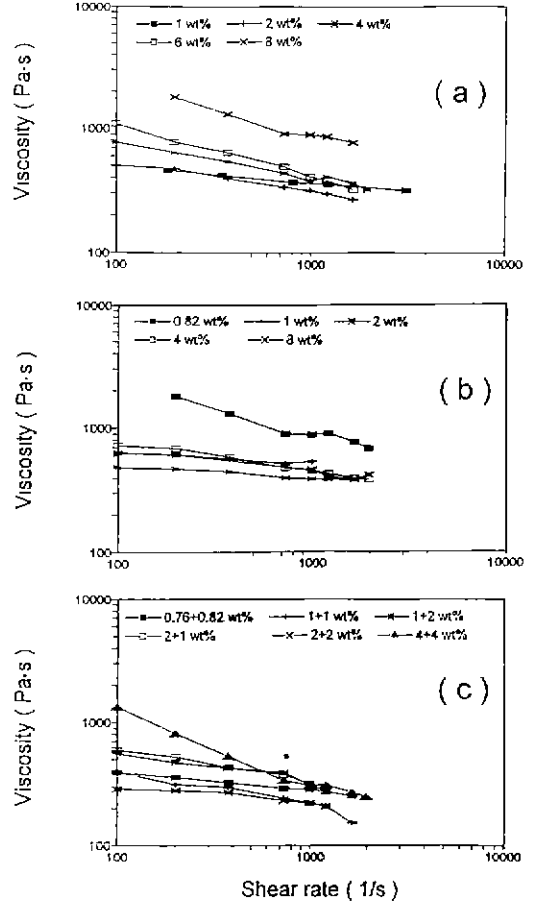 1 wt% 2 wt% 4 wt%
6 wt% 8 wt%
( a )
Viscosity ( Pa·s )
1000
100
100 1000 10000
10000
0.82 wt% 1 wt% 2 wt%
4 wt% 8 wt%
( b )
Viscosity ( Pa·s )
1000
100
100 1000 10000
10000
0.76+0.82 wt% 1+1 wt% 1+2 wt%
2+1 wt% 2+2 wt% 4+4 wt%
( c )
Viscosity ( Pa·s )
1000
100
100 1000 10000
Shear rate ( 1/s )